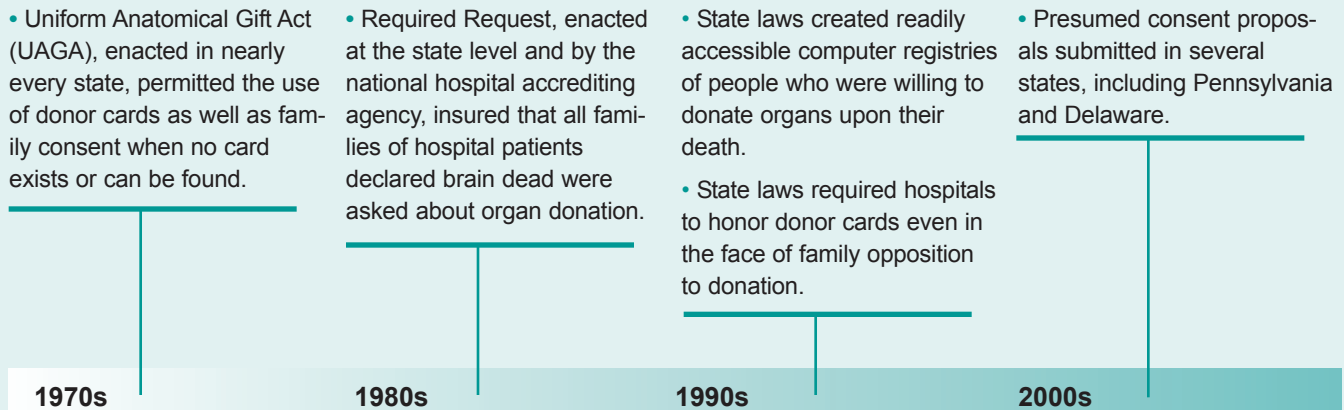 • Uniform Anatomical Gift Act
(UAGA), enacted in nearly
every state, permitted the use
of donor cards as well as fam-
ily consent when no card
exists or can be found.
• Required Request, enacted
at the state level and by the
national hospital accrediting
agency, insured that all fami-
lies of hospital patients
declared brain dead were
asked about organ donation.
• State laws created readily
accessible computer registries
of people who were willing to
donate organs upon their
death.
• State laws required hospitals
to honor donor cards even in
the face of family opposition
to donation.
• Presumed consent propos-
als submitted in several
states, including Pennsylvania
and Delaware.
1970s
1980s
1990s
2000s